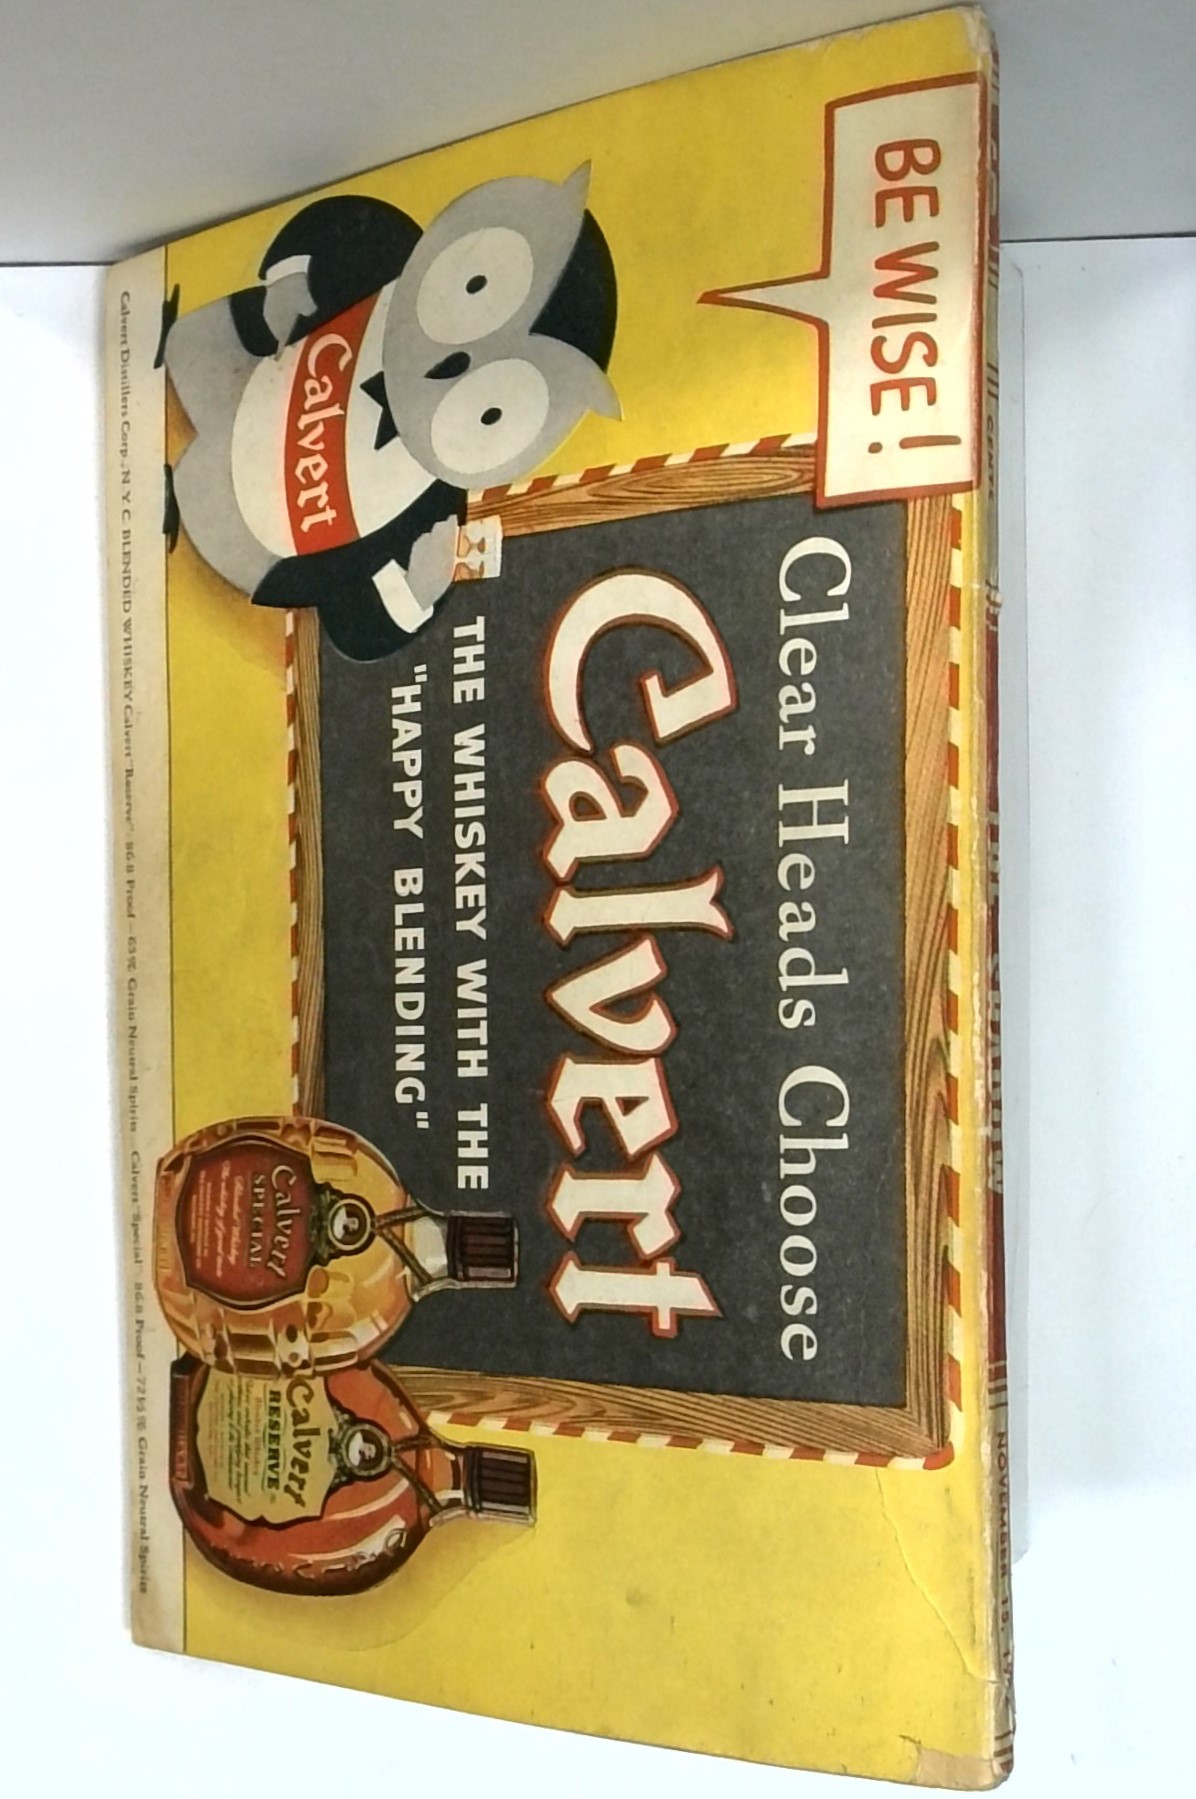 BE WISE!
Clear Heads Choose
Calvert
THE WHISKEY WITH THE
"HAPPY BLENDING"
Calvert
Calvert
SPECIAL
Calvert
RESERVE
Calvert Distillers Corp., N.Y.C. BLENDED WHISKEY Calvert "Reserve" 86.8 Proof – 65% Grain Neutral Spirits . Calvert "Special" 86.8 Proof – 72½% Grain Neutral Spirits
NOVEMBER 15,